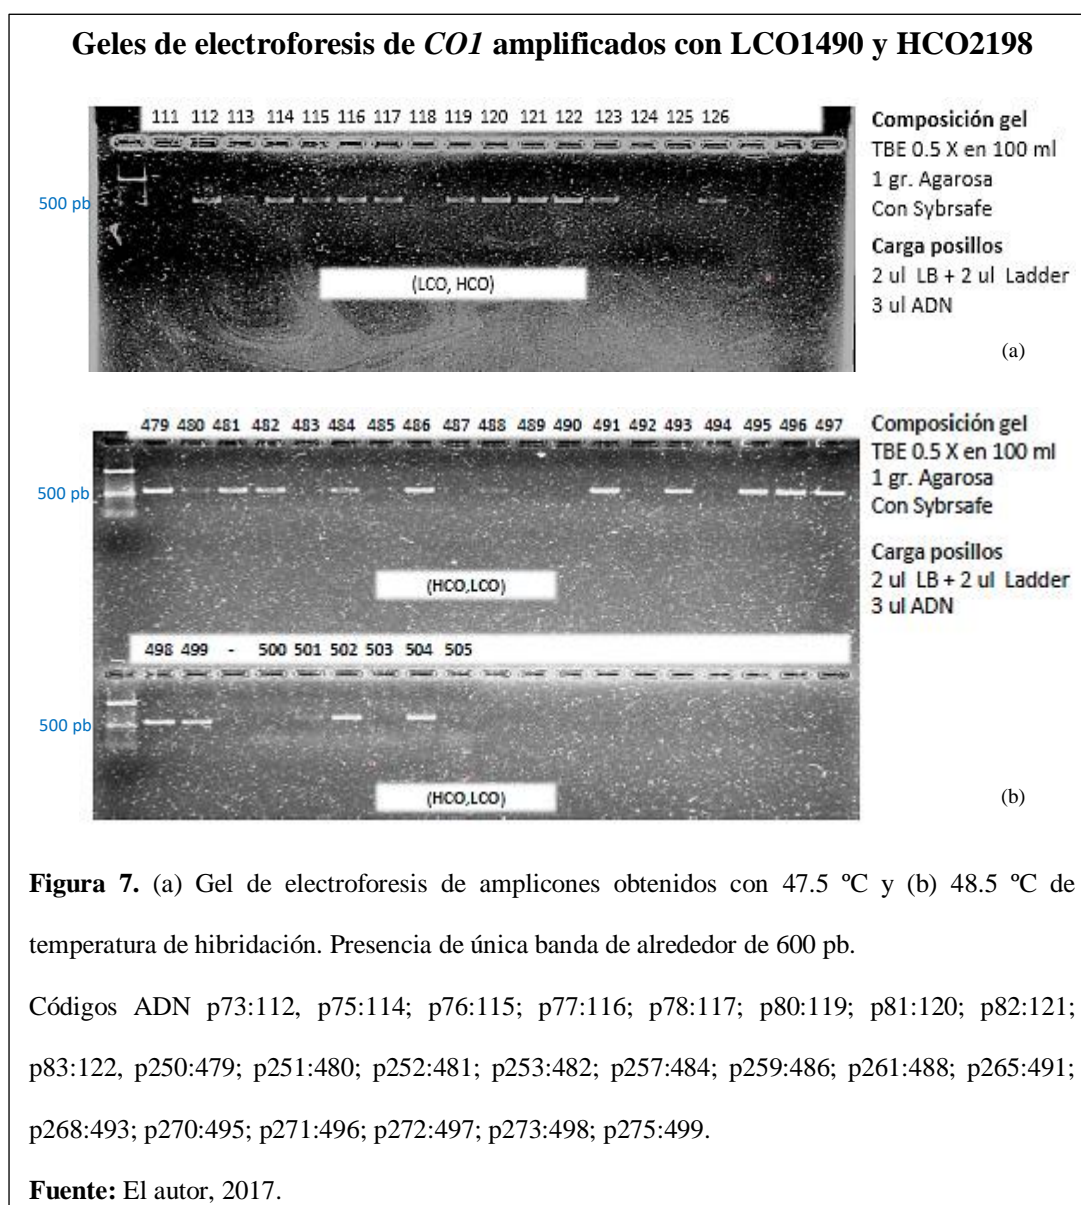 Geles de electroforesis de CO1 amplificados con LCO1490 y HCO2198
111 112 113 114 115 116 117 118 119 120 121 122 123 124 125 126
500 pb
(LCO, HCO)
Composición gel
TBE 0.5 X en 100 ml
1 gr. Agarosa
Con Sybrsafe
Carga posillos
2 ul LB + 2 ul Ladder
3 ul ADN
(a)
479 480 481 482 483 484 485 486 487 488 489 490 491 492 493 494 495 496 497
500 pb
(HCO,LCO)
498 499 - 500 501 502 503 504 505
500 pb
(HCO,LCO)
Composición gel
TBE 0.5 X en 100 ml
1 gr. Agarosa
Con Sybrsafe
Carga posillos
2 ul LB + 2 ul Ladder
3 ul ADN
(b)
Figura 7. (a) Gel de electroforesis de amplicones obtenidos con 47.5 ºC y (b) 48.5 ºC de
temperatura de hibridación. Presencia de única banda de alrededor de 600 pb.
Códigos ADN p73:112, p75:114; p76:115; p77:116; p78:117; p80:119; p81:120; p82:121;
p83:122, p250:479; p251:480; p252:481; p253:482; p257:484; p259:486; p261:488; p265:491;
p268:493; p270:495; p271:496; p272:497; p273:498; p275:499.
Fuente: El autor, 2017.